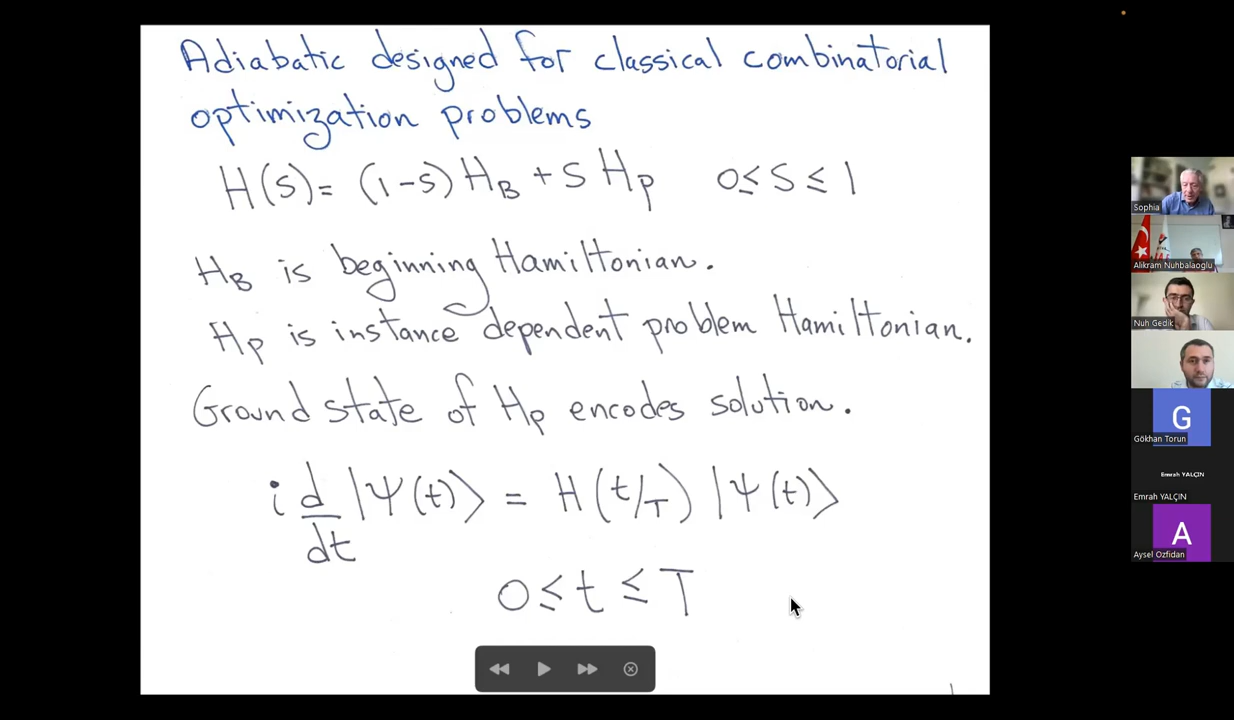 Adiabatic designed for classical combinatorial
optimization problems
H(s) = (1-s) H_B + s H_P   0 ≤ s ≤ 1
H_B is beginning Hamiltonian.
H_P is instance dependent problem Hamiltonian.
Ground state of H_P encodes solution.
i d/dt |Ψ(t)⟩ = H(t/T) |Ψ(t)⟩
0 ≤ t ≤ T
Sophia
Alikram Nuhbalaoglu
Nuh Gedik
G
Gökhan Torun
Emrah YALÇIN
Emrah YALÇIN
A
Aysel Ozfidan